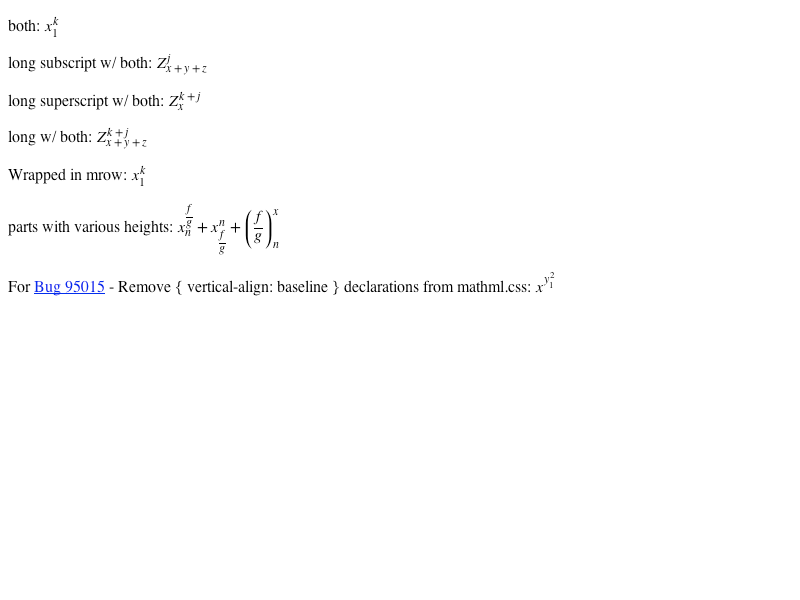 both: $x_1^k$
long subscript w/ both: $Z_{x+y+z}^j$
long superscript w/ both: $Z_x^{k+j}$
long w/ both: $Z_{x+y+z}^{k+j}$
Wrapped in mrow: $x_1^k$
parts with various heights: $x_n^{\frac{f}{g}} + x_{\frac{f}{g}}^n + \left(\frac{f}{g}\right)_n^x$
For Bug 95015 - Remove { vertical-align: baseline } declarations from mathml.css: $x^{y_1^2}$